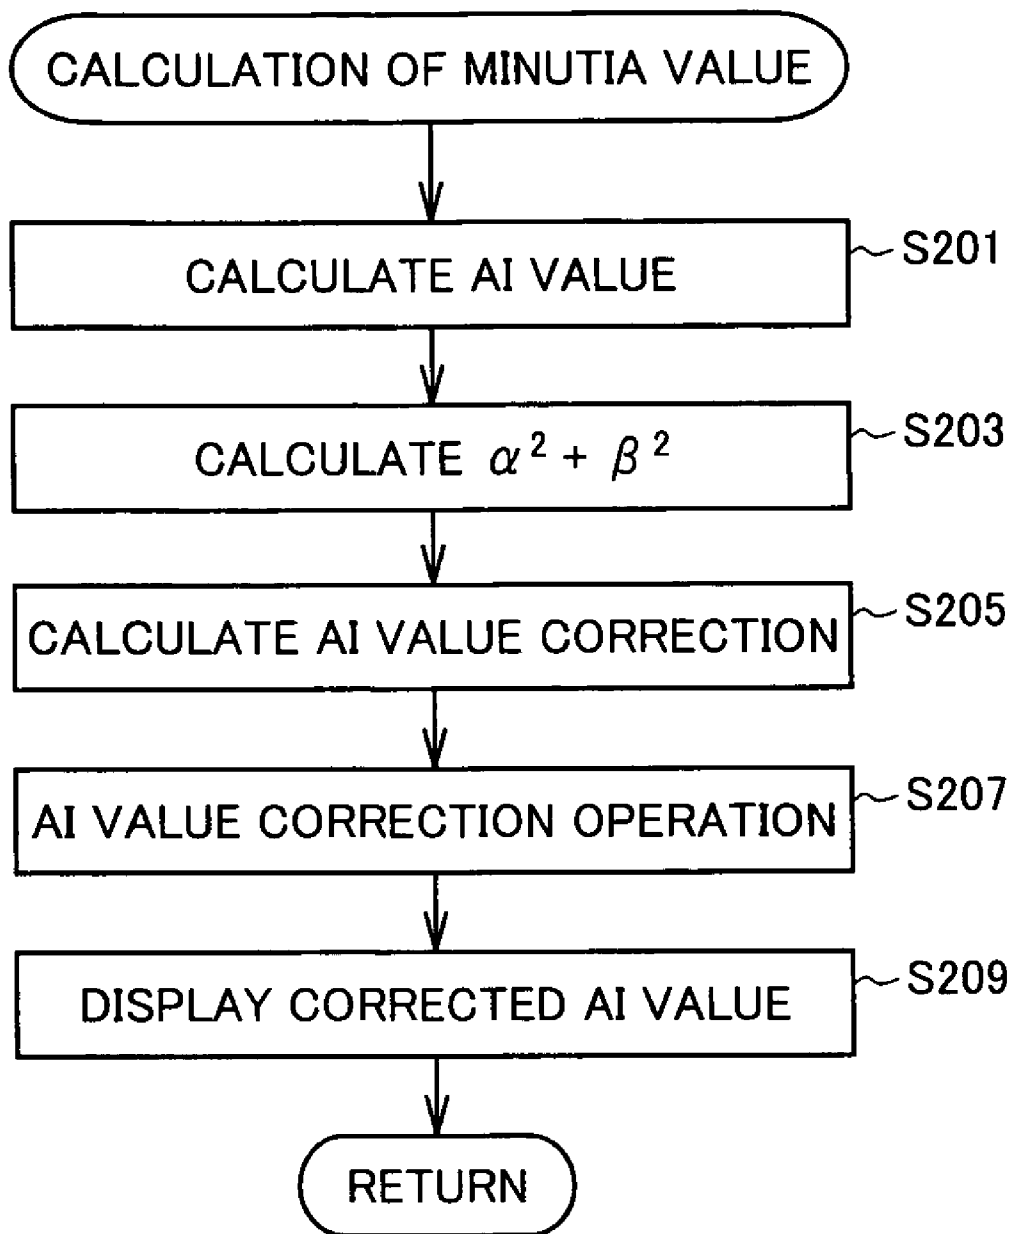 CALCULATION OF MINUTIA VALUE
CALCULATE AI VALUE
S201
CALCULATE α² + β²
S203
CALCULATE AI VALUE CORRECTION
S205
AI VALUE CORRECTION OPERATION
S207
DISPLAY CORRECTED AI VALUE
S209
RETURN